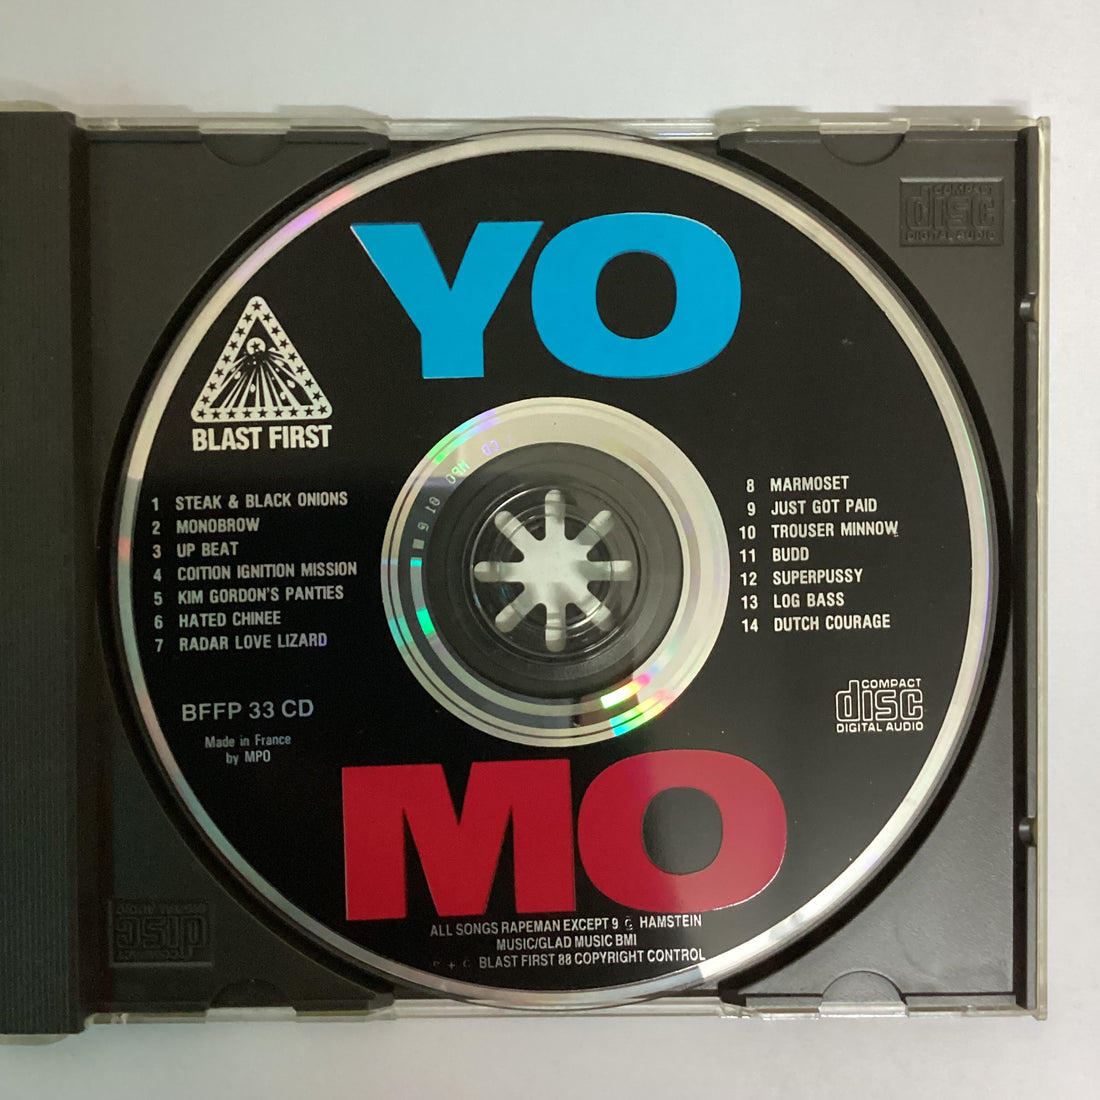 YO
BLAST FIRST
1 STEAK & BLACK ONIONS
2 MONOBROW
3 UP BEAT
4 COITION IGNITION MISSION
5 KIM GORDON'S PANTIES
6 HATED CHINEE
7 RADAR LOVE LIZARD
8 MARMOSET
9 JUST GOT PAID
10 TROUSER MINNOW
11 BUDD
12 SUPERPUSSY
13 LOG BASS
14 DUTCH COURAGE
BFFP 33 CD
Made in France
by MPO
COMPACT
disc
DIGITAL AUDIO
MO
ALL SONGS RAPEMAN EXCEPT 9 © HAMSTEIN
MUSIC/GLAD MUSIC BMI
℗ + © BLAST FIRST 88 COPYRIGHT CONTROL
COMPACT
disc
DIGITAL AUDIO
COMPACT
disc
DIGITAL AUDIO